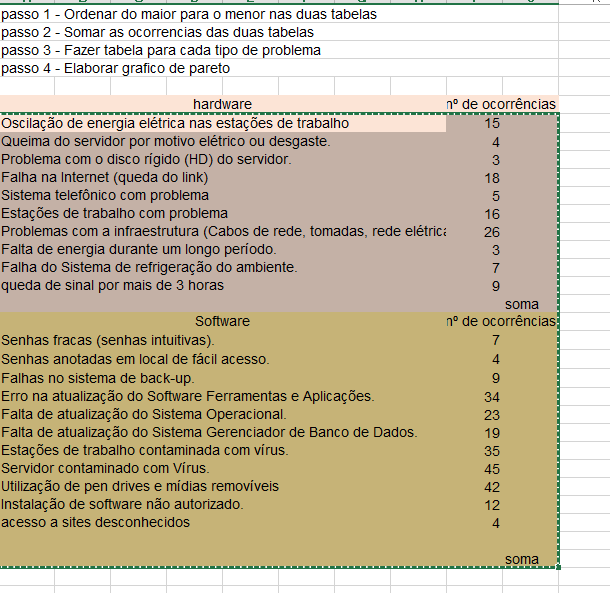 passo 1 - Ordenar do maior para o menor nas duas tabelas
passo 2 - Somar as ocorrencias das duas tabelas
passo 3 - Fazer tabela para cada tipo de problema
passo 4 - Elaborar grafico de pareto
hardware nº de ocorrências
Oscilação de energia elétrica nas estações de trabalho 15
Queima do servidor por motivo elétrico ou desgaste. 4
Problema com o disco rígido (HD) do servidor. 3
Falha na Internet (queda do link) 18
Sistema telefônico com problema 5
Estações de trabalho com problema 16
Problemas com a infraestrutura (Cabos de rede, tomadas, rede elétrica 26
Falta de energia durante um longo período. 3
Falha do Sistema de refrigeração do ambiente. 7
queda de sinal por mais de 3 horas 9
soma
Software nº de ocorrências
Senhas fracas (senhas intuitivas). 7
Senhas anotadas em local de fácil acesso. 4
Falhas no sistema de back-up. 9
Erro na atualização do Software Ferramentas e Aplicações. 34
Falta de atualização do Sistema Operacional. 23
Falta de atualização do Sistema Gerenciador de Banco de Dados. 19
Estações de trabalho contaminada com vírus. 35
Servidor contaminado com Vírus. 45
Utilização de pen drives e mídias removíveis 42
Instalação de software não autorizado. 12
acesso a sites desconhecidos 4
soma